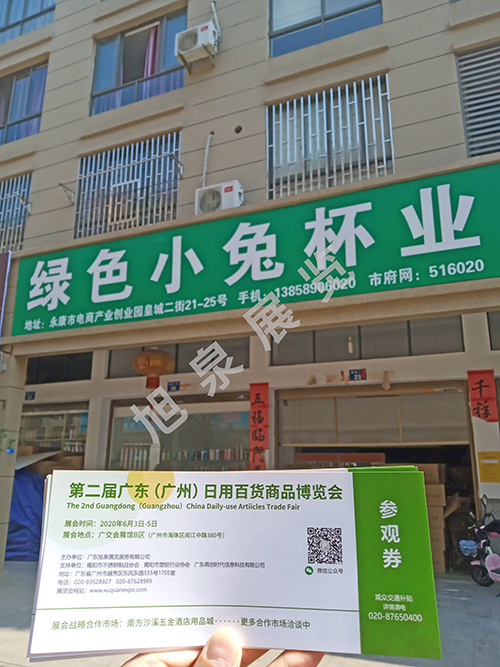 绿色小兔杯业
地址：永康市电商产业创业园皇城二街21-25号 手机：13858906020 市府网：516020
旭泉展览
五福临门
千祥
23
第二届广东（广州）日用百货商品博览会
The 2nd Guangdong (Guangzhou) China Daily-use Artiicles Trade Fair
展会时间：2020年6月3日-5日
展会地点：广交会展馆B区（广州市海珠区阅江中路380号）
主办单位：广东旭泉展览服务有限公司
支持单位：揭阳市不锈钢制品协会 揭阳市塑胶行业协会 广东高创时代信息科技有限公司
地址：广东省广州市越秀区东风东路555号1705室
电话：020-83528927 020-87628989
展览会网站：www.xuquanexpo.com
微信公众号
展会战略合作市场：南方沙溪五金酒店用品城······更多合作市场洽谈中
参观券
观众交通补贴
详情请电
020-87650400